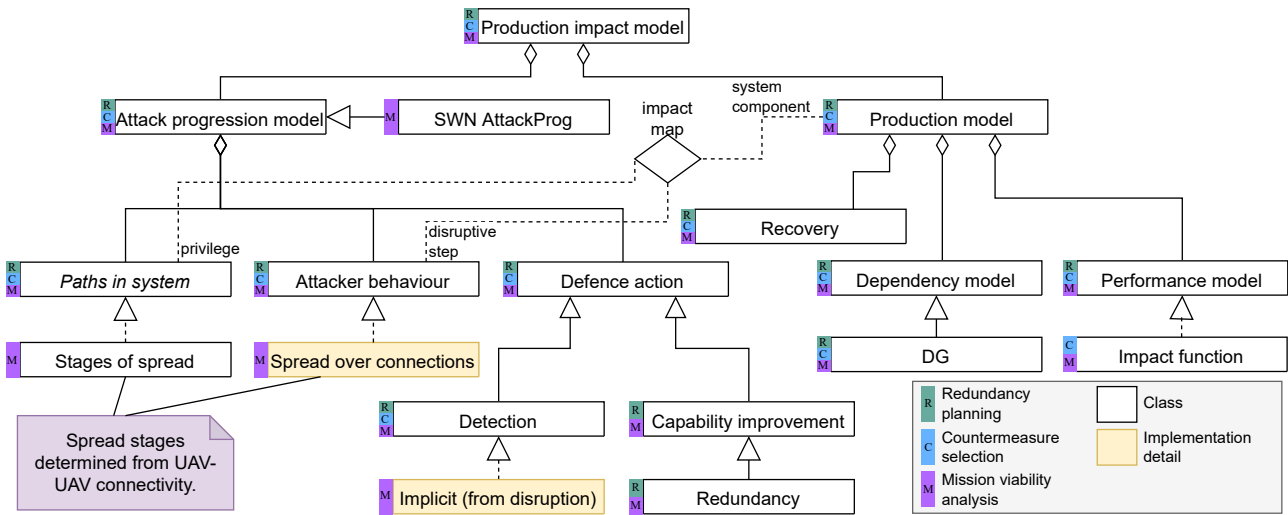 R
C
M
Production impact model
R
C
M
Attack progression model
M
SWN AttackProg
impact
map
system
component
R
C
M
Production model
R
C
M
Recovery
privilege
disruptive
step
R
C
M
Paths in system
R
C
M
Attacker behaviour
R
C
M
Defence action
R
C
M
Dependency model
R
C
M
Performance model
M
Stages of spread
M
Spread over connections
R
C
M
DG
C
M
Impact function
Spread stages
determined from UAV-
UAV connectivity.
R
C
M
Detection
R
M
Capability improvement
M
Implicit (from disruption)
R
M
Redundancy
R
Redundancy
planning
C
Countermeasure
selection
M
Mission viability
analysis
Class
Implementation
detail